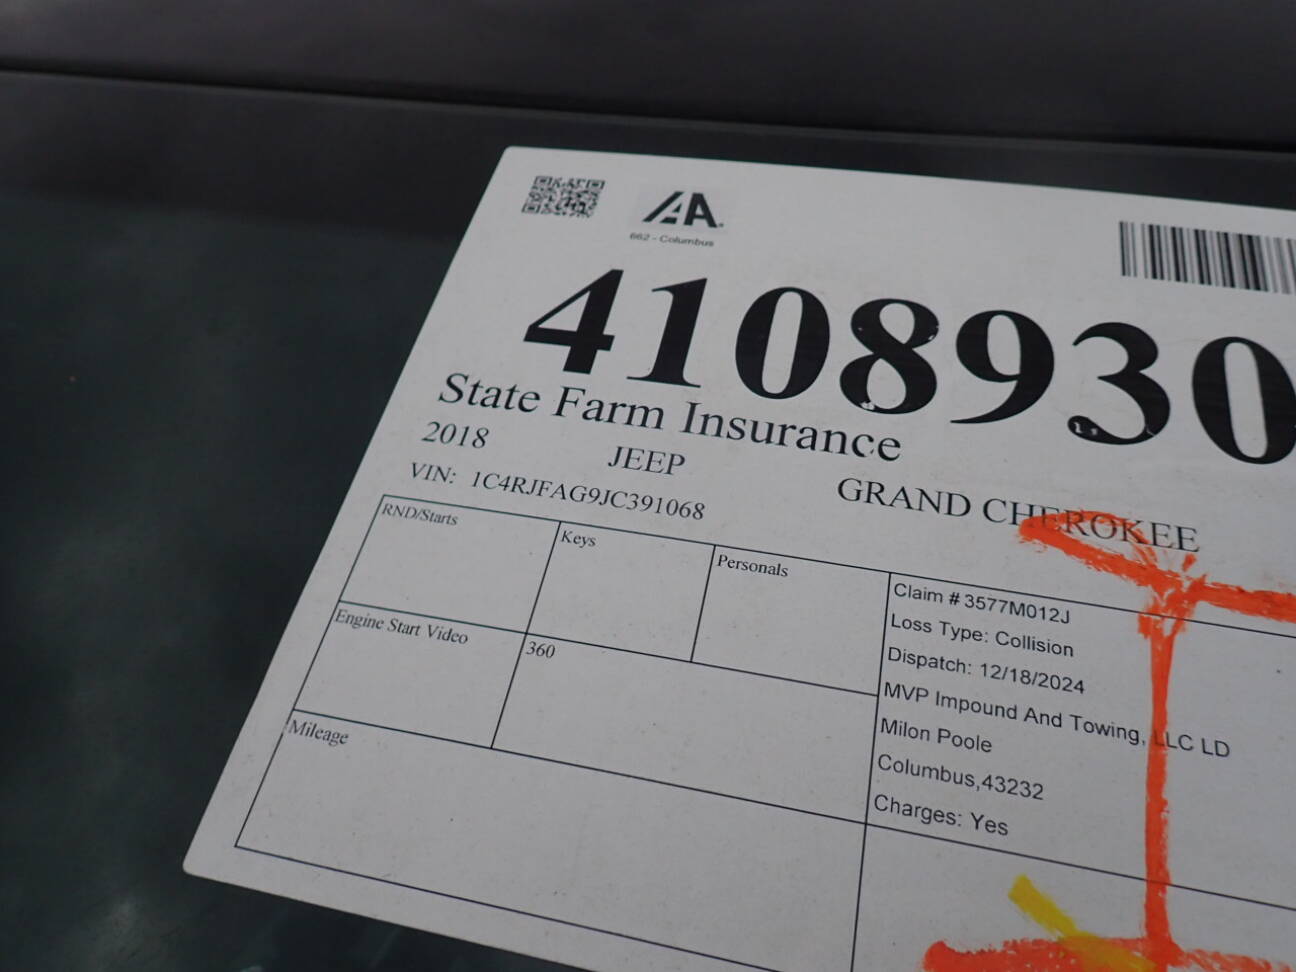 IAA
662 - Columbus
4108930
State Farm Insurance
2018 JEEP GRAND CHEROKEE
VIN: 1C4RJFAG9JC391068
RND/Starts
Keys
Personals
Engine Start Video
360
Mileage
Claim # 3577M012J
Loss Type: Collision
Dispatch: 12/18/2024
MVP Impound And Towing, LLC LD
Milon Poole
Columbus,43232
Charges: Yes